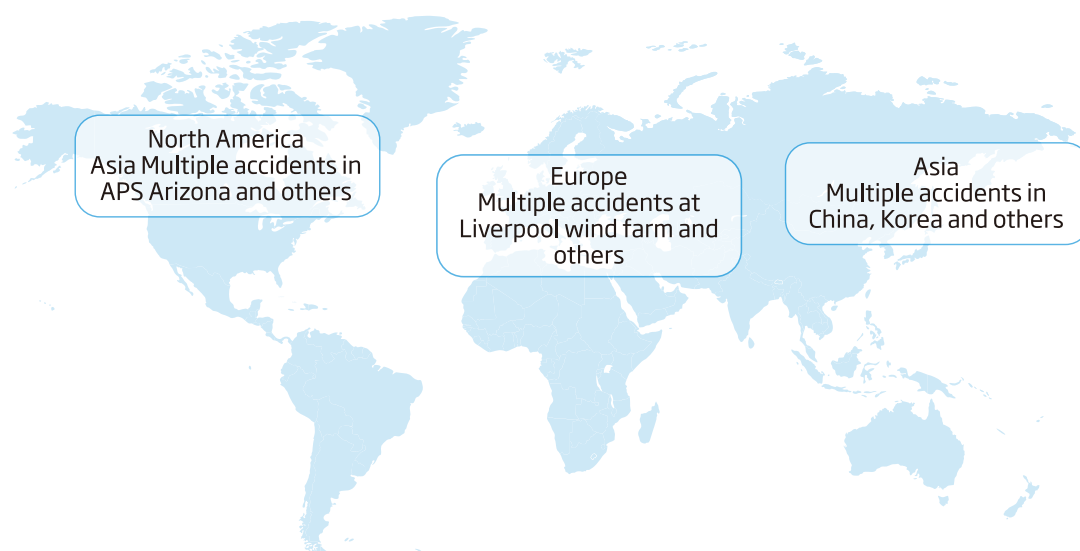 North America
Asia Multiple accidents in
APS Arizona and others
Europe
Multiple accidents at
Liverpool wind farm and
others
Asia
Multiple accidents in
China, Korea and others